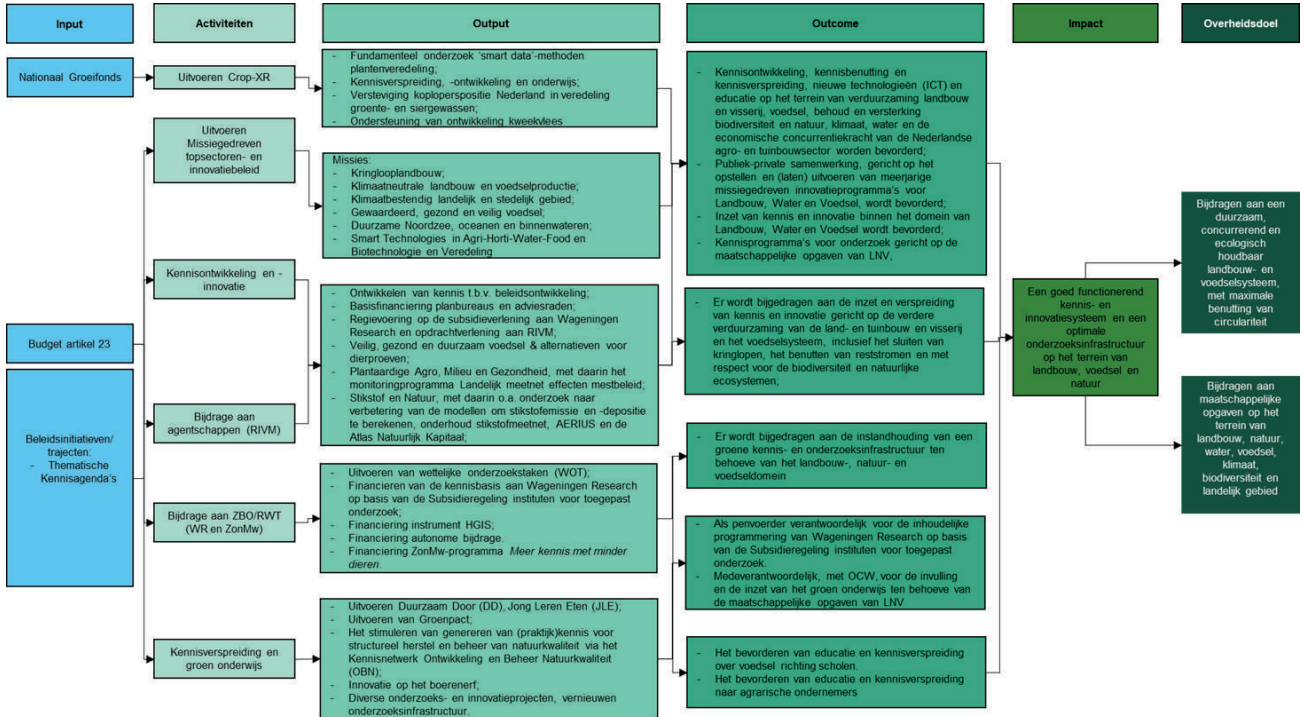 Input
Activiteiten
Output
Outcome
Impact
Overheidsdoel
Nationaal Groeifonds
Budget artikel 23
Beleidsinitiatieven/
trajecten:
- Thematische
Kennisagenda's
Uitvoeren Crop-XR
Uitvoeren
Missiegedreven
topsectoren- en
innovatiebeleid
Kennisontwikkeling en -
innovatie
Bijdrage aan
agentschappen (RIVM)
Bijdrage aan ZBO/RWT
(WR en ZonMw)
Kennisverspreiding en
groen onderwijs
- Fundamenteel onderzoek 'smart data'-methoden
plantenveredeling;
- Kennisverspreiding, -ontwikkeling en onderwijs;
- Versteviging koploperspositie Nederland in veredeling
groente- en siergewassen;
- Ondersteuning van ontwikkeling kweekvlees
Missies:
- Kringlooplandbouw;
- Klimaatneutrale landbouw en voedselproductie;
- Klimaatbestendig landelijk en stedelijk gebied;
- Gewaardeerd, gezond en veilig voedsel;
- Duurzame Noordzee, oceanen en binnenwateren;
- Smart Technologies in Agri-Horti-Water-Food en
Biotechnologie en Veredeling
- Ontwikkelen van kennis t.b.v. beleidsontwikkeling;
- Basisfinanciering planbureaus en adviesraden;
- Regievoering op de subsidieverlening aan Wageningen
Research en opdrachtverlening aan RIVM;
- Veilig, gezond en duurzaam voedsel & alternatieven voor
dierproeven;
- Plantaardige Agro, Milieu en Gezondheid, met daarin het
monitoringprogramma Landelijk meetnet effecten mestbeleid;
- Stikstof en Natuur, met daarin o.a. onderzoek naar
verbetering van de modellen om stikstofemissie en -depositie
te berekenen, onderhoud stikstofmeetnet, AERIUS en de
Atlas Natuurlijk Kapitaal;
- Uitvoeren van wettelijke onderzoekstaken (WOT);
- Financieren van de kennisbasis aan Wageningen Research
op basis van de Subsidieregeling instituten voor toegepast
onderzoek;
- Financiering instrument HGIS;
- Financiering autonome bijdrage.
- Financiering ZonMw-programma Meer kennis met minder
dieren.
- Uitvoeren Duurzaam Door (DD), Jong Leren Eten (JLE);
- Uitvoeren van Groenpact;
- Het stimuleren van genereren van (praktijk)kennis voor
structureel herstel en beheer van natuurkwaliteit via het
Kennisnetwerk Ontwikkeling en Beheer Natuurkwaliteit
(OBN);
- Innovatie op het boerenerf;
- Diverse onderzoeks- en innovatieprojecten, vernieuwen
onderzoeksinfrastructuur.
- Kennisontwikkeling, kennisbenutting en
kennisverspreiding, nieuwe technologieën (ICT) en
educatie op het terrein van verduurzaming landbouw
en visserij, voedsel, behoud en versterking
biodiversiteit en natuur, klimaat, water en de
economische concurrentiekracht van de Nederlandse
agro- en tuinbouwsector worden bevorderd;
- Publiek-private samenwerking, gericht op het
opstellen en (laten) uitvoeren van meerjarige
missiegedreven innovatieprogramma's voor
Landbouw, Water en Voedsel, wordt bevorderd;
- Inzet van kennis en innovatie binnen het domein van
Landbouw, Water en Voedsel wordt bevorderd;
- Kennisprogramma's voor onderzoek gericht op de
maatschappelijke opgaven van LNV,
- Er wordt bijgedragen aan de inzet en verspreiding
van kennis en innovatie gericht op de verdere
verduurzaming van de land- en tuinbouw en visserij
en het voedselsysteem, inclusief het sluiten van
kringlopen, het benutten van reststromen en met
respect voor de biodiversiteit en natuurlijke
ecosystemen;
- Er wordt bijgedragen aan de instandhouding van een
groene kennis- en onderzoeksinfrastructuur ten
behoeve van het landbouw-, natuur- en
voedseldomein
- Als penvoerder verantwoordelijk voor de inhoudelijke
programmering van Wageningen Research op basis
van de Subsidieregeling instituten voor toegepast
onderzoek.
- Medeverantwoordelijk, met OCW, voor de invulling
en de inzet van het groen onderwijs ten behoeve van
de maatschappelijke opgaven van LNV
- Het bevorderen van educatie en kennisverspreiding
over voedsel richting scholen.
- Het bevorderen van educatie en kennisverspreiding
naar agrarische ondernemers
Een goed functionerend
kennis- en
innovatiesysteem en een
optimale
onderzoeksinfrastructuur
op het terrein van
landbouw, voedsel en
natuur
Bijdragen aan een
duurzaam,
concurrerend en
ecologisch
houdbaar
landbouw- en
voedselsysteem,
met maximale
benutting van
circulariteit
Bijdragen aan
maatschappelijke
opgaven op het
terrein van
landbouw, natuur,
water, voedsel,
klimaat,
biodiversiteit en
landelijk gebied